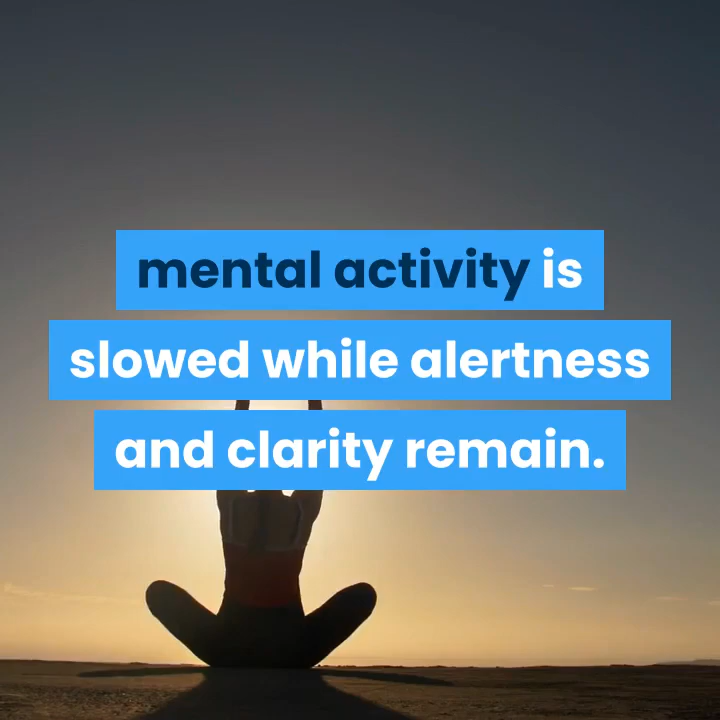 mental activity is
slowed while alertness
and clarity remain.